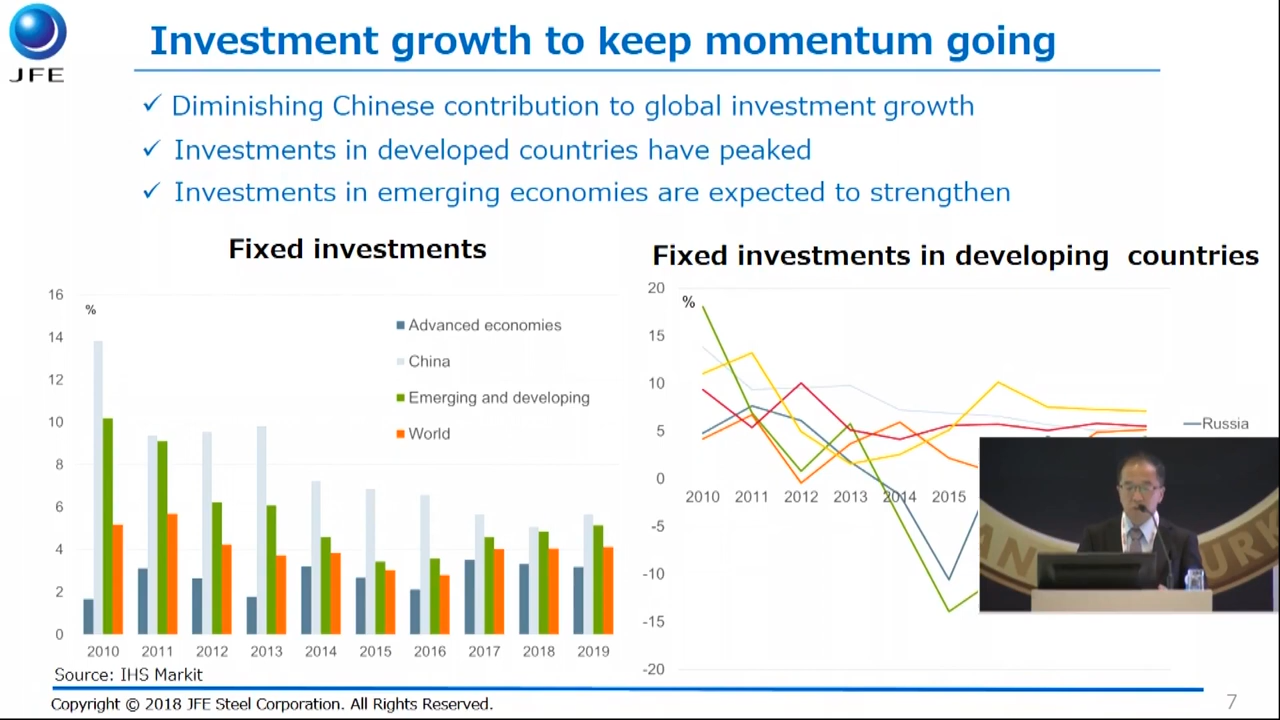 JFE
Investment growth to keep momentum going
✓ Diminishing Chinese contribution to global investment growth
✓ Investments in developed countries have peaked
✓ Investments in emerging economies are expected to strengthen
Fixed investments
16
14
12
10
8
6
4
2
0
%
Advanced economies
China
Emerging and developing
World
2010 2011 2012 2013 2014 2015 2016 2017 2018 2019
Source: IHS Markit
Fixed investments in developing countries
20
15
10
5
0
-5
-10
-15
-20
%
2010 2011 2012 2013 2014 2015
Russia
URK
Copyright © 2018 JFE Steel Corporation. All Rights Reserved.
7